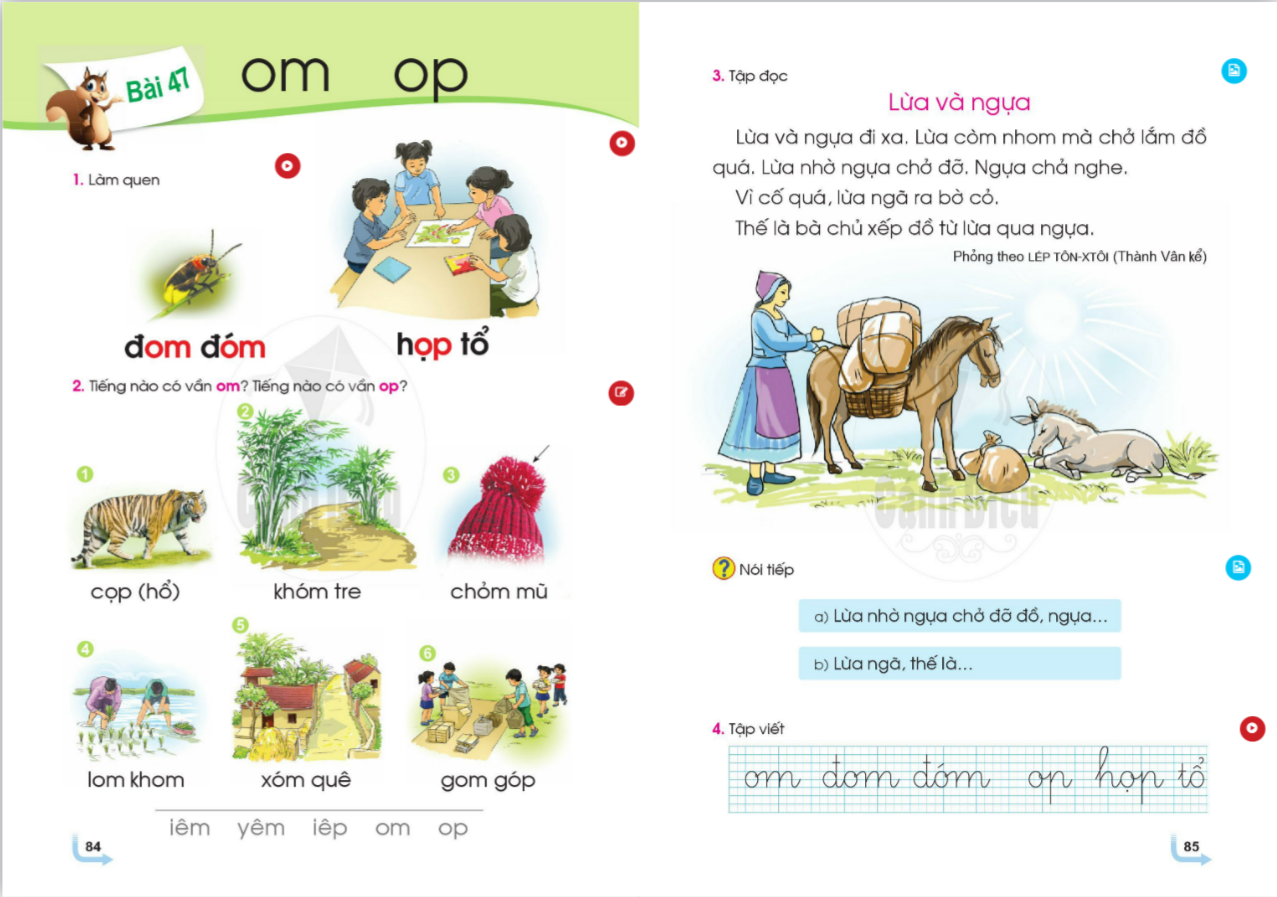 Bài 47
om op
1. Làm quen
đom đóm
họp tổ
2. Tiếng nào có vần om? Tiếng nào có vần op?
1
2
3
cọp (hổ)
khóm tre
chỏm mũ
4
5
6
lom khom
xóm quê
gom góp
iêm yêm iêp om op
84
3. Tập đọc
Lừa và ngựa
Lừa và ngựa đi xa. Lừa còm nhom mà chở lắm đồ
quá. Lừa nhờ ngựa chở đỡ. Ngựa chả nghe.
Vì cố quá, lừa ngã ra bờ cỏ.
Thế là bà chủ xếp đồ từ lừa qua ngựa.
Phỏng theo LÉP TÔN-XTÔI (Thành Vân kể)
Cánh Diều
Cánh Diều
? Nói tiếp
a) Lừa nhờ ngựa chở đỡ đồ, ngựa...
b) Lừa ngã, thế là...
4. Tập viết
om đom đóm op họp tổ
85